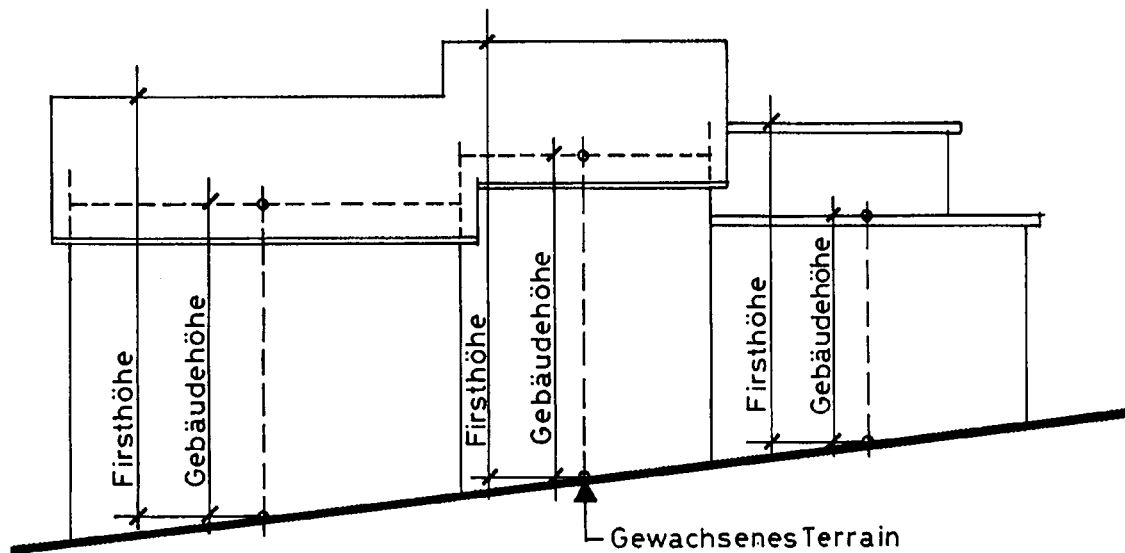 Firsthöhe
Gebäudehöhe
Firsthöhe
Gebäudehöhe
Firsthöhe
Gebäudehöhe
Gewachsenes Terrain